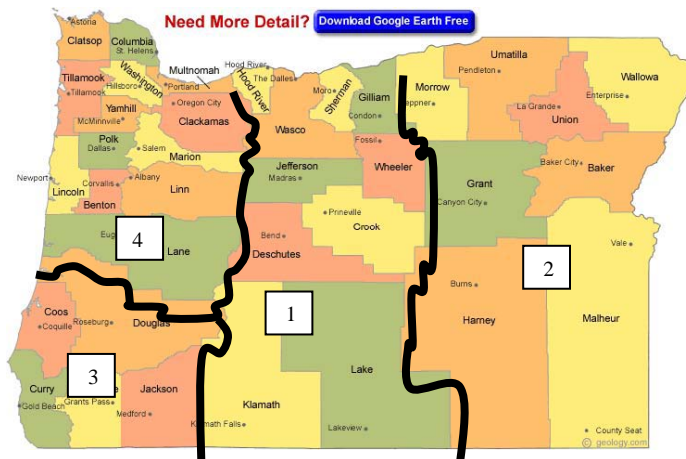 Need More Detail? Download Google Earth Free
Astoria
Clatsop
Columbia
St. Helens
Tillamook
Tillamook
Washington
Hillsboro
Multnomah
Portland
Hood River
Hood River
The Dalles
Oregon City
Clackamas
Yamhill
McMinnville
Polk
Dallas
Salem
Marion
Wasco
Moro
Sherman
Gilliam
Condon
Morrow
Umatilla
Pendleton
Wallowa
Enterprise
La Grande
Union
Fossil
Wheeler
Baker City
Baker
Grant
Canyon City
Jefferson
Madras
Newport
Lincoln
Corvallis
Benton
Albany
Linn
Prineville
Crook
Lane
4
Bend
Deschutes
2
Vale
Burns
Harney
Malheur
1
Coos
Coquille
Roseburg
Douglas
3
Curry
Gold Beach
Grants Pass
Jackson
Medford
Klamath
Klamath Falls
Lake
Lakeview
County Seat
© geology.com